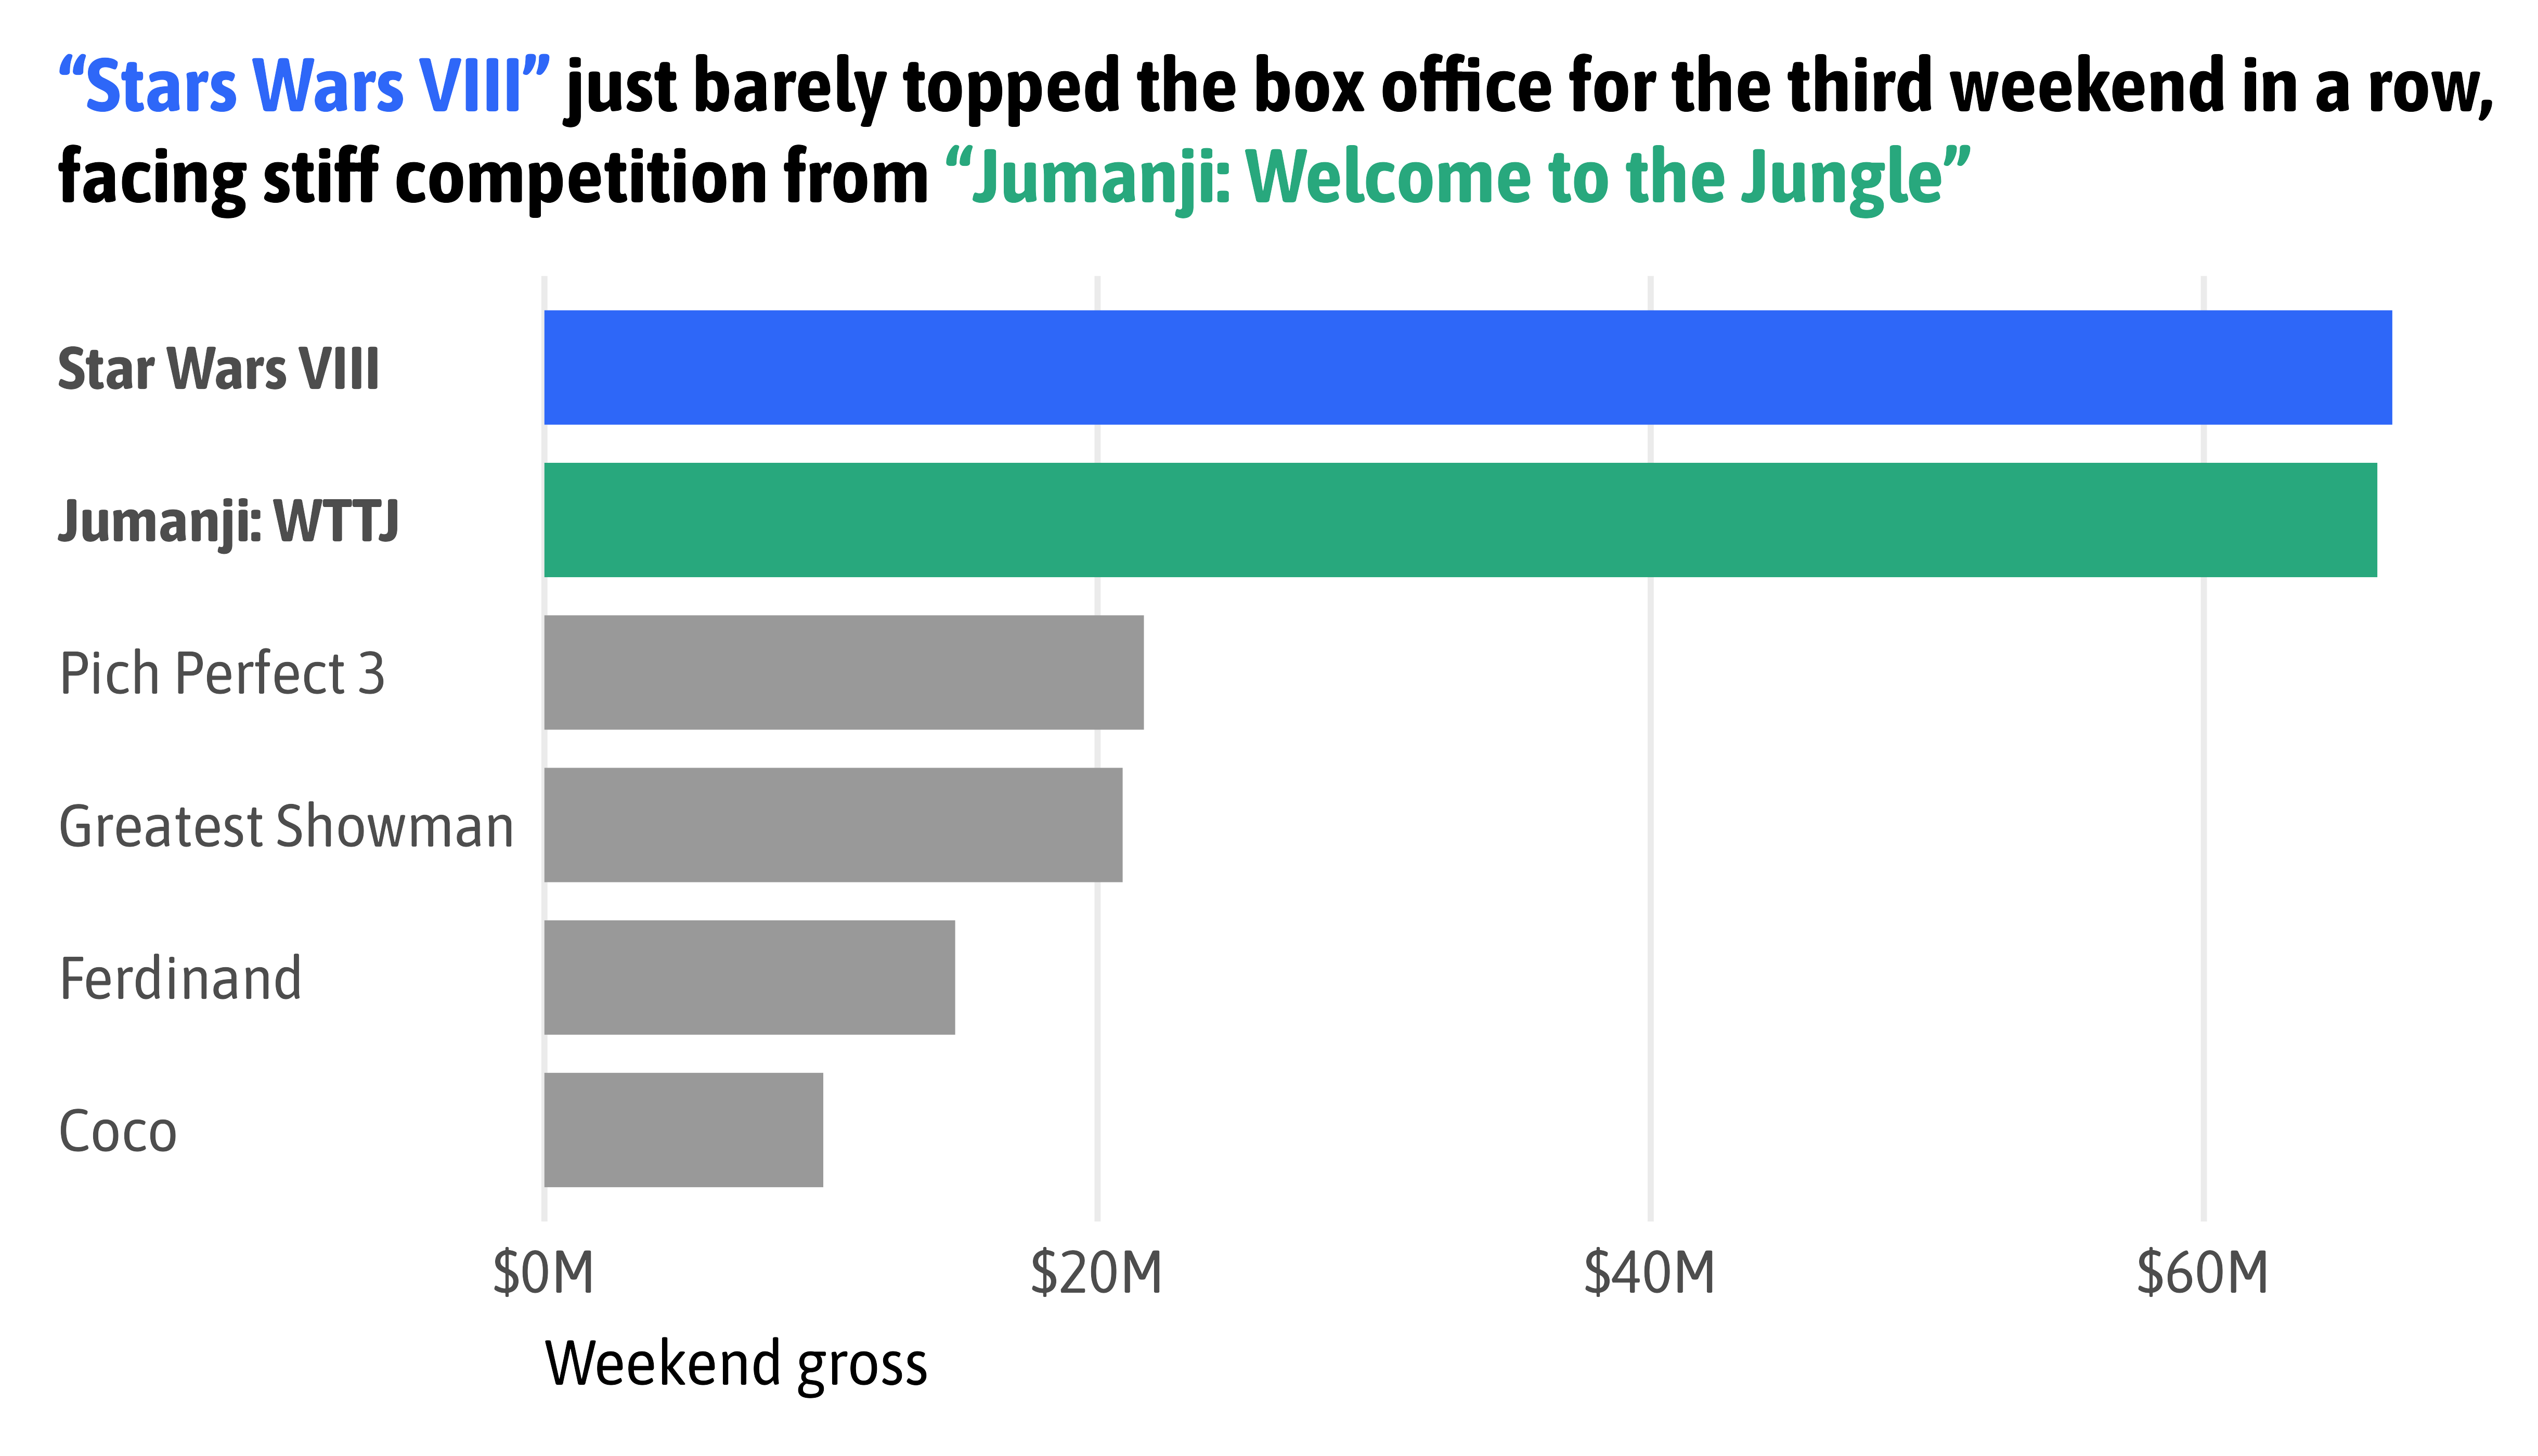 “Stars Wars VIII” just barely topped the box office for the third weekend in a row,
facing stiff competition from “Jumanji: Welcome to the Jungle”
Star Wars VIII
Jumanji: WTTJ
Pich Perfect 3
Greatest Showman
Ferdinand
Coco
$0M $20M $40M $60M
Weekend gross